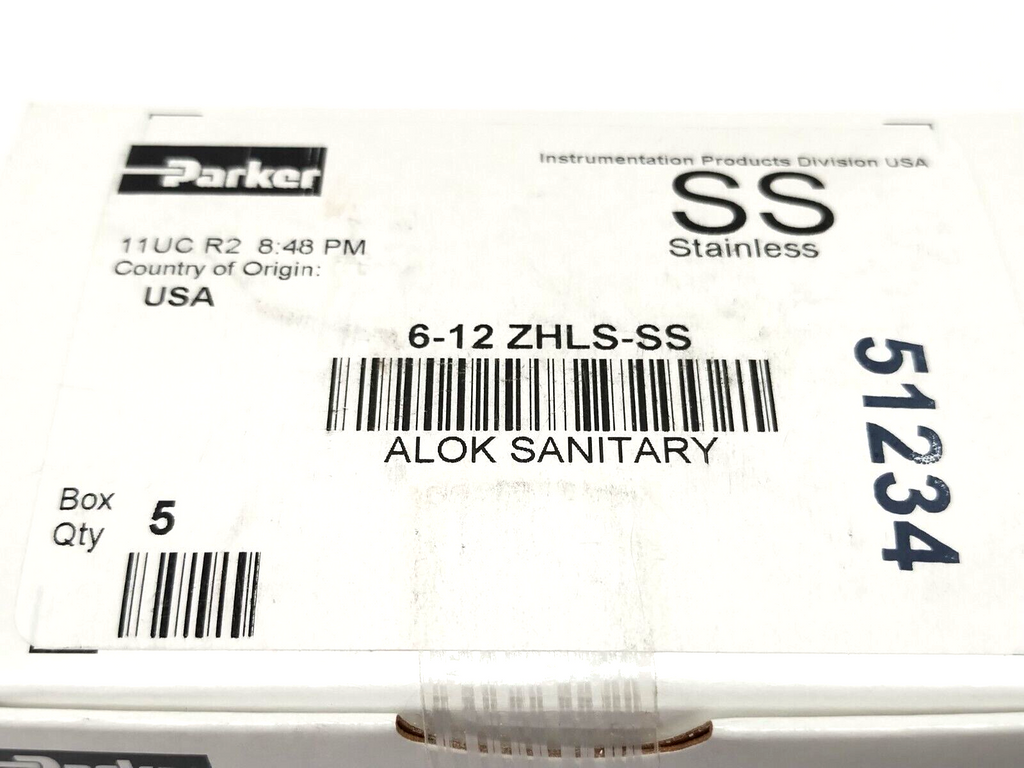 Parker
Instrumentation Products Division USA
SS
Stainless
11UC R2 8:48 PM
Country of Origin:
USA
6-12 ZHLS-SS
ALOK SANITARY
51234
Box
Qty 5
Parker